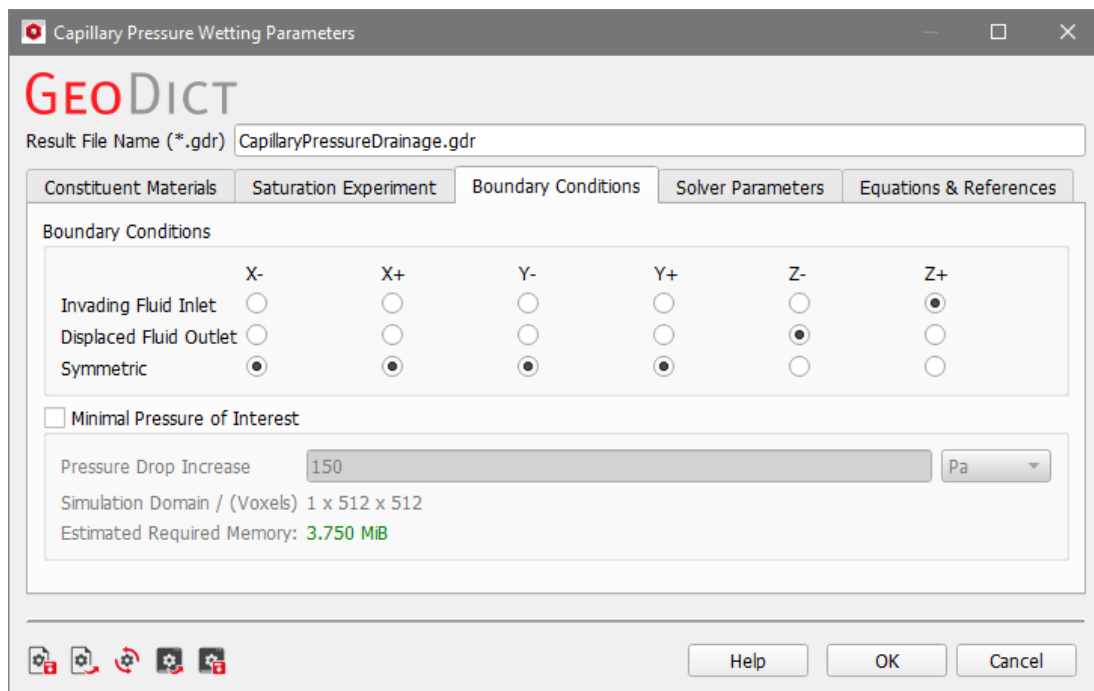 Capillary Pressure Wetting Parameters
GEODICT
Result File Name (*.gdr) CapillaryPressureDrainage.gdr
Constituent Materials Saturation Experiment Boundary Conditions Solver Parameters Equations & References
Boundary Conditions
X- X+ Y- Y+ Z- Z+
Invading Fluid Inlet
Displaced Fluid Outlet
Symmetric
Minimal Pressure of Interest
Pressure Drop Increase 150 Pa
Simulation Domain / (Voxels) 1 x 512 x 512
Estimated Required Memory: 3.750 MiB
Help OK Cancel